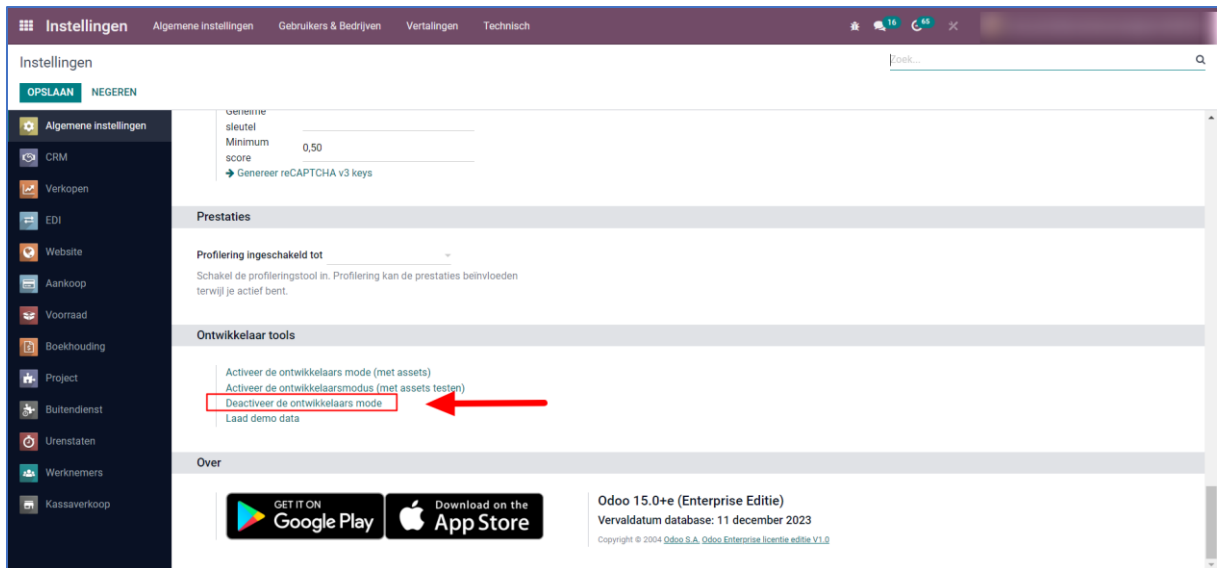 Instellingen Algemene instellingen Gebruikers & Bedrijven Vertalingen Technisch 16 65
Instellingen Zoek...
OPSLAAN NEGEREN
Algemene instellingen
CRM
Verkopen
EDI
Website
Aankoop
Voorraad
Boekhouding
Project
Buitendienst
Urenstaten
Werknemers
Kassaverkoop
Geheime
sleutel
Minimum
score
0,50
Genereer reCAPTCHA v3 keys
Prestaties
Profilering ingeschakeld tot
Schakel de profileringstool in. Profilering kan de prestaties beïnvloeden
terwijl je actief bent.
Ontwikkelaar tools
Activeer de ontwikkelaars mode (met assets)
Activeer de ontwikkelaarsmodus (met assets testen)
Deactiveer de ontwikkelaars mode
Laad demo data
Over
GET IT ON
Google Play
Download on the
App Store
Odoo 15.0+e (Enterprise Editie)
Vervaldatum database: 11 december 2023
Copyright © 2004 Odoo S.A. Odoo Enterprise licentie editie V1.0